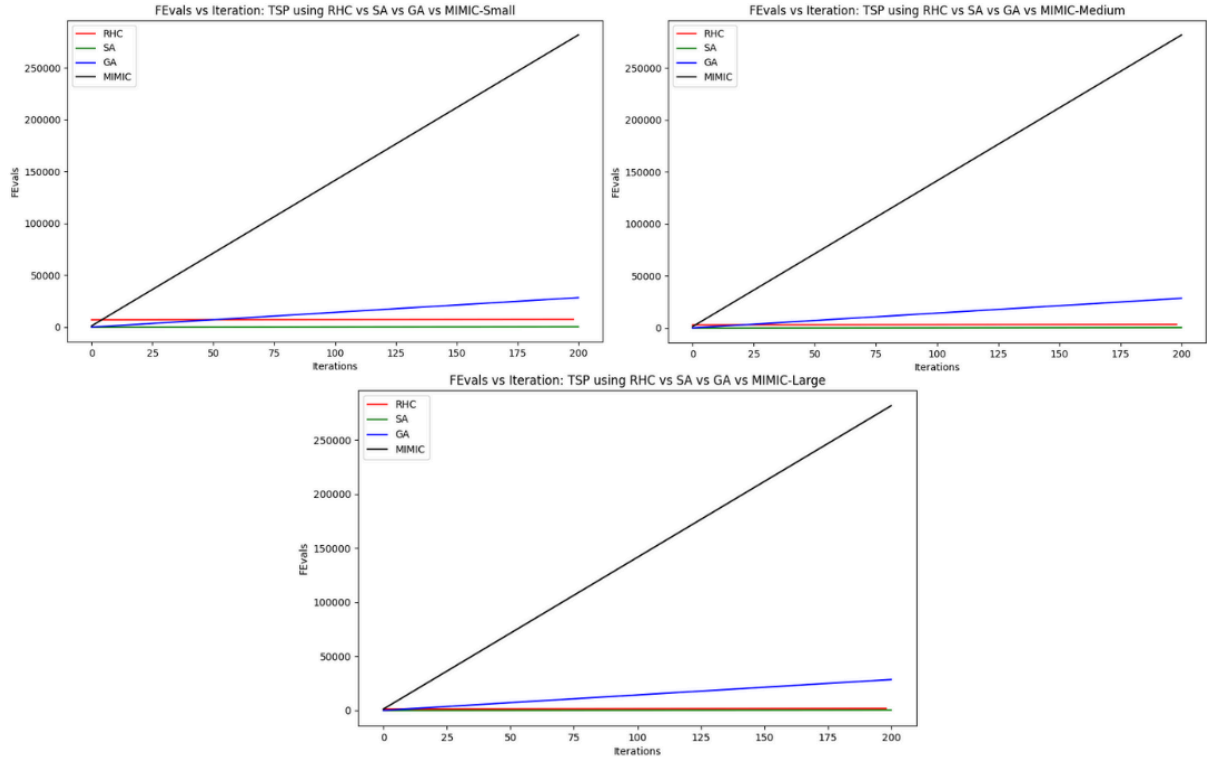 FEvals vs Iteration: TSP using RHC vs SA vs GA vs MIMIC-Small
RHC
SA
GA
MIMIC
250000
200000
150000
100000
50000
0
FEvals
0 25 50 75 100 125 150 175 200
Iterations
FEvals vs Iteration: TSP using RHC vs SA vs GA vs MIMIC-Medium
RHC
SA
GA
MIMIC
250000
200000
150000
100000
50000
0
FEvals
0 25 50 75 100 125 150 175 200
Iterations
FEvals vs Iteration: TSP using RHC vs SA vs GA vs MIMIC-Large
RHC
SA
GA
MIMIC
250000
200000
150000
100000
50000
0
FEvals
0 25 50 75 100 125 150 175 200
Iterations